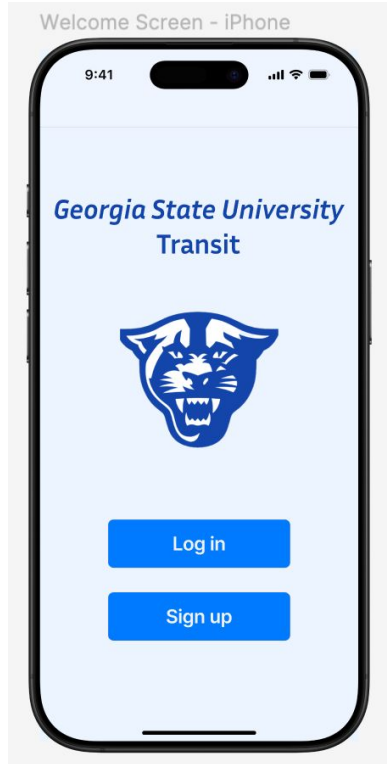 Welcome Screen - iPhone
9:41
Georgia State University
Transit
Log in
Sign up